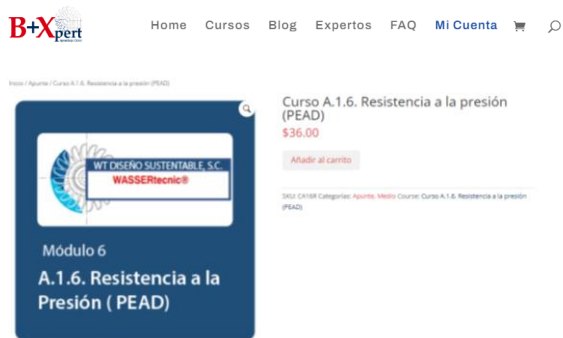 B+Xpert
Home Cursos Blog Expertos FAQ Mi Cuenta
Inicio / Apunte / Curso A.1.6. Resistencia a la presión (PEAD)
Curso A.1.6. Resistencia a la presión
(PEAD)
$36.00
Añadir al carrito
SKU: CA16R Categorías: Apunte, Medio Course: Curso A.1.6. Resistencia a la presión
(PEAD)
WT DISEÑO SUSTENTABLE, S.C.
WASSERtecnic®
Módulo 6
A.1.6. Resistencia a la
Presión ( PEAD)